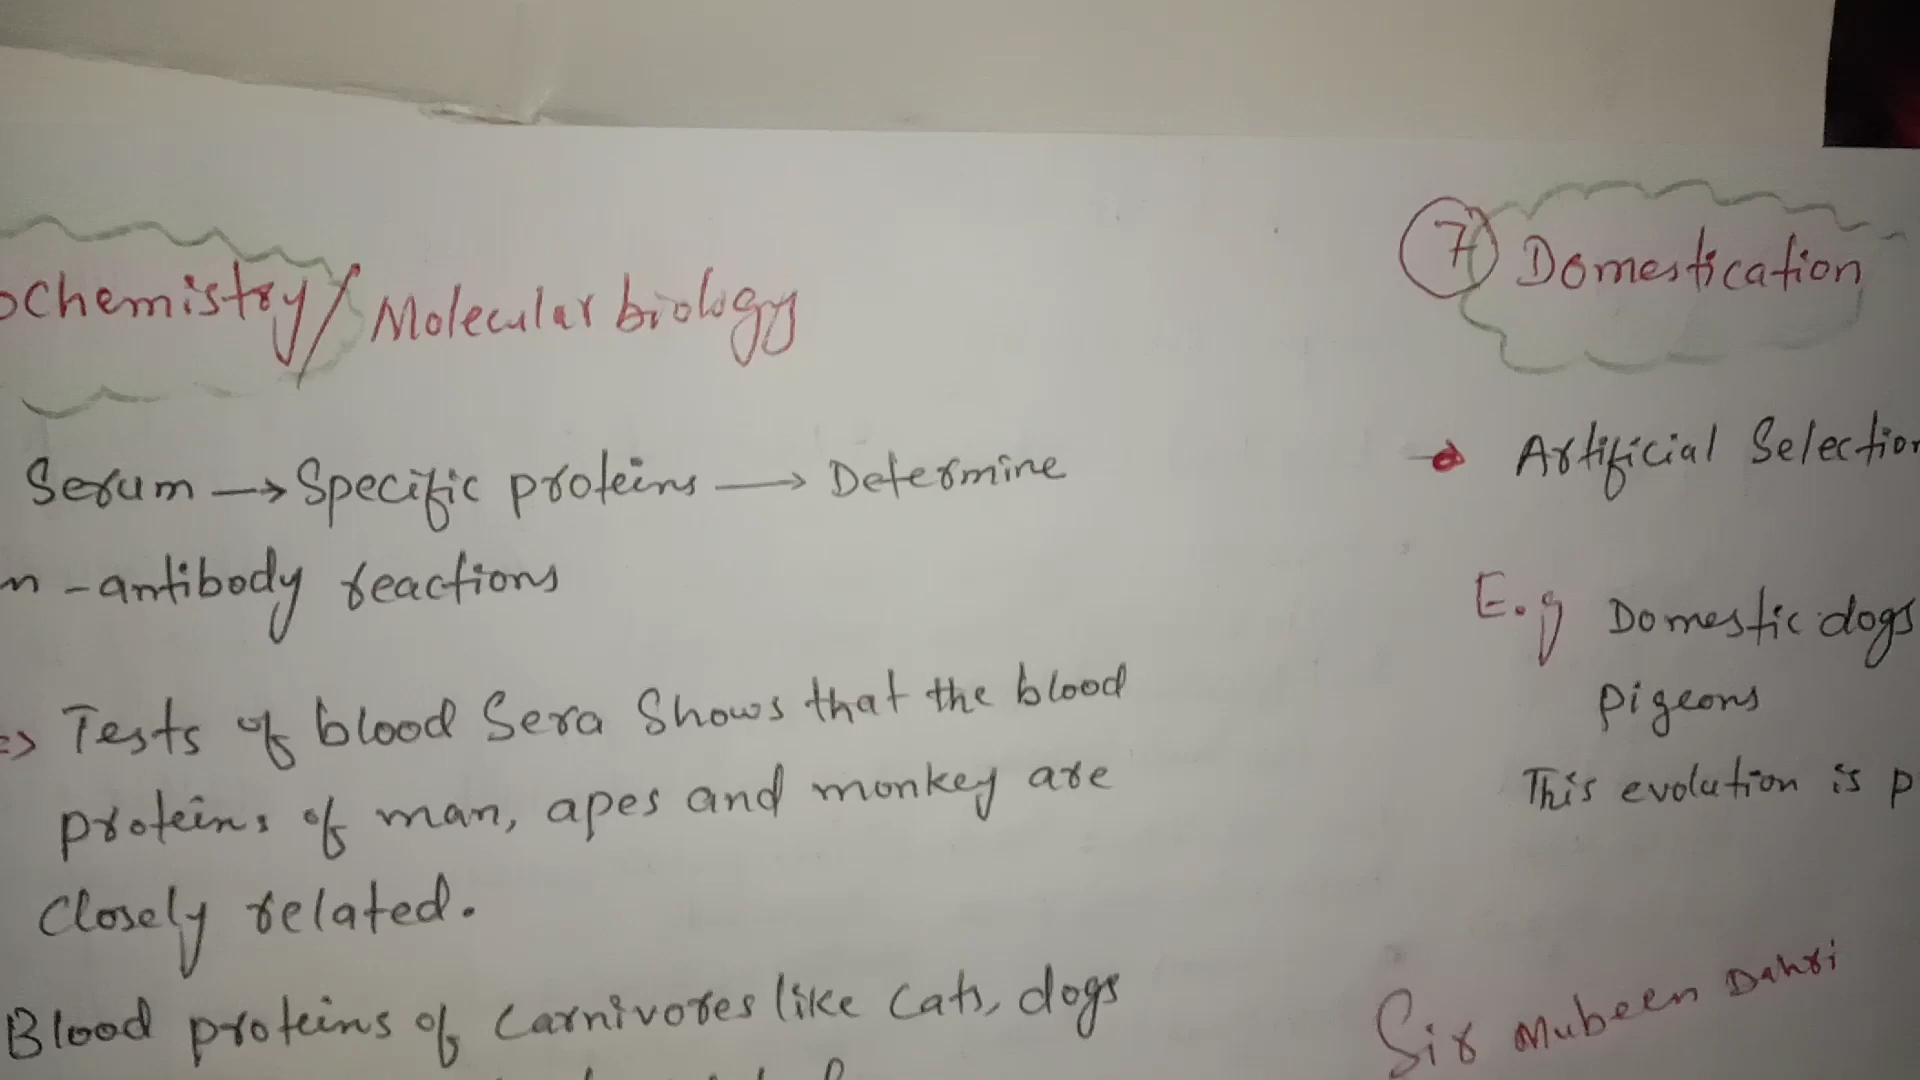 ochemistry/Molecular biology
Serum → Specific proteins → Determine
n-antibody reactions
=> Tests of blood Sera Shows that the blood
proteins of man, apes and monkey are
Closely related.
Blood proteins of carnivores like cats, dogs
7 Domestication
Artificial Selection
E.g Domestic dogs
pigeons
This evolution is p
Sir Mubeen Dahri